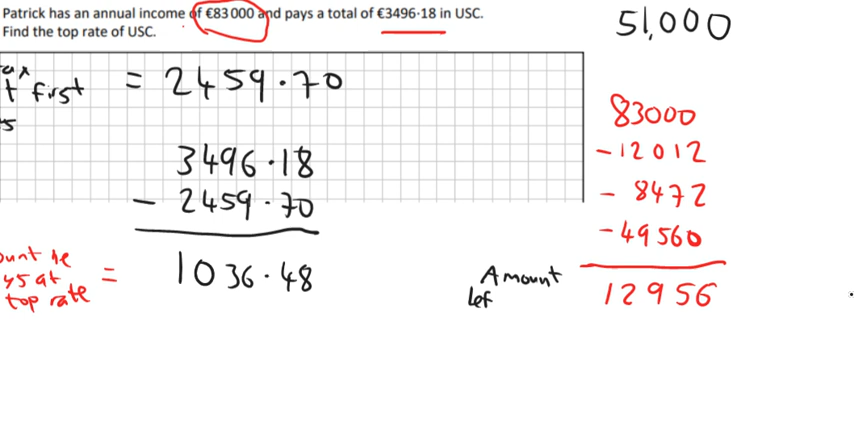 Patrick has an annual income of €83 000 and pays a total of €3496·18 in USC.
Find the top rate of USC.
51,000
first = 2459·70
3496·18
- 2459·70
1036·48
=
top rate
83000
-12012
- 8472
-49560
Amount
lef
12956